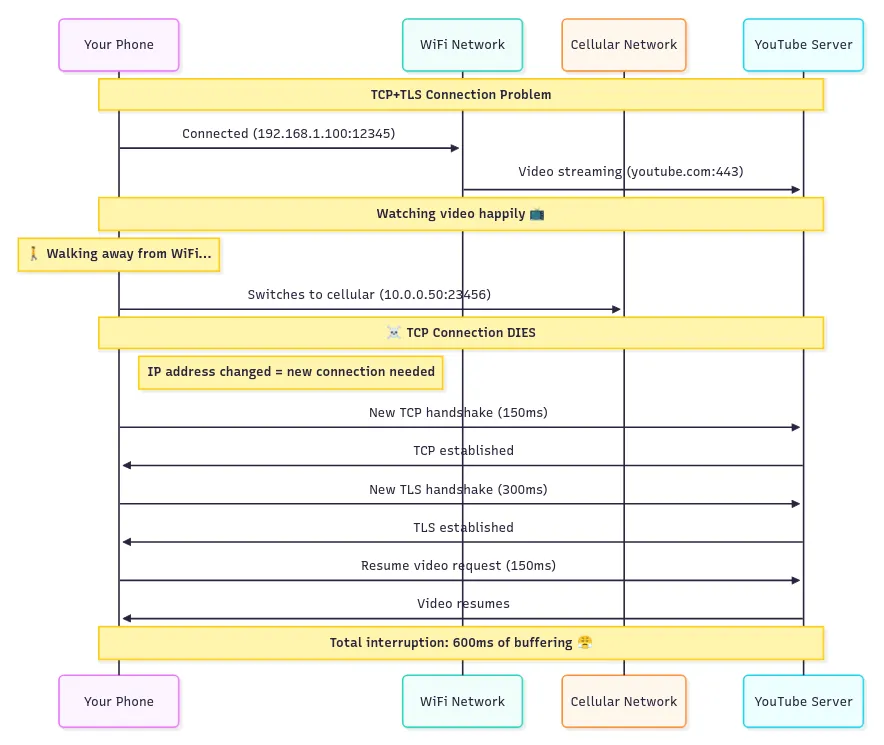 Your Phone
WiFi Network
Cellular Network
YouTube Server
TCP+TLS Connection Problem
Connected (192.168.1.100:12345)
Video streaming (youtube.com:443)
Watching video happily 📺
🚶 Walking away from WiFi...
Switches to cellular (10.0.0.50:23456)
☠️ TCP Connection DIES
IP address changed = new connection needed
New TCP handshake (150ms)
TCP established
New TLS handshake (300ms)
TLS established
Resume video request (150ms)
Video resumes
Total interruption: 600ms of buffering 😤
Your Phone
WiFi Network
Cellular Network
YouTube Server